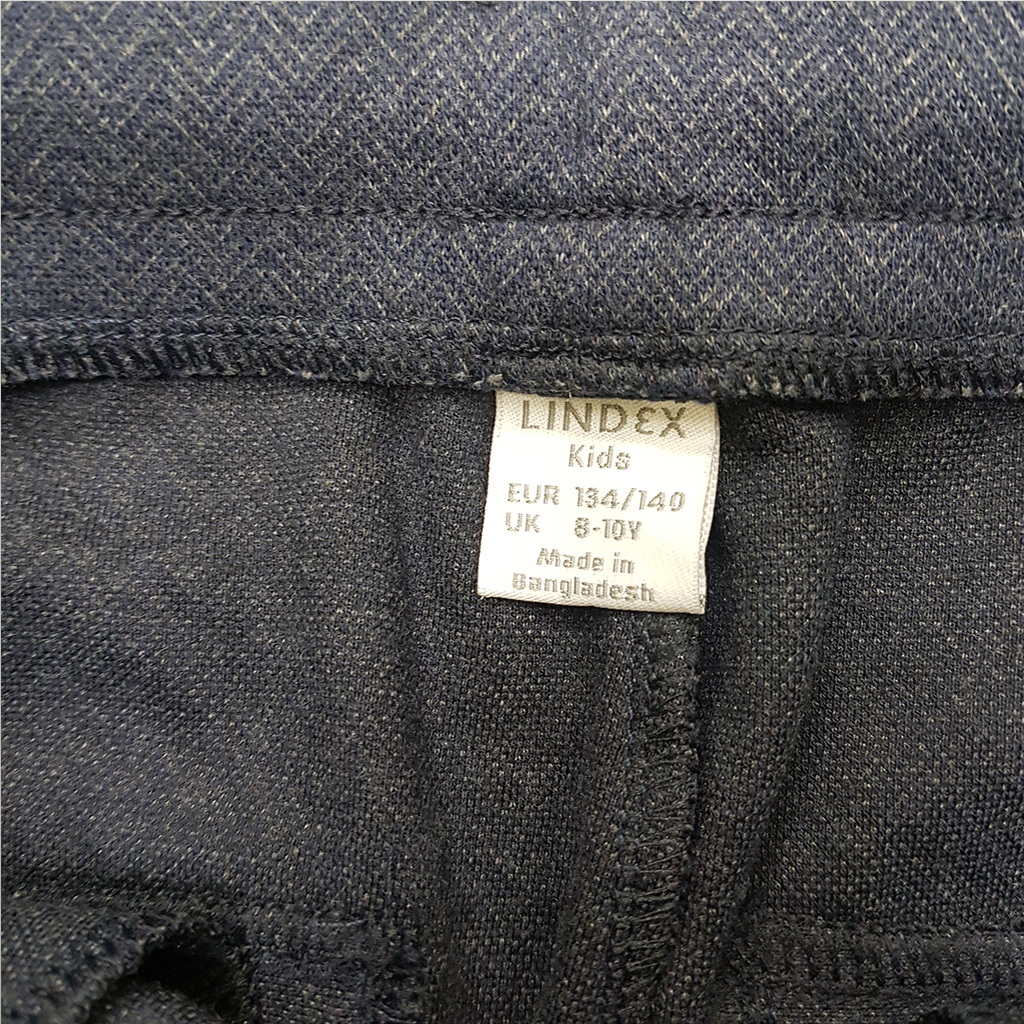 LINDEX
Kids
EUR 134/140
UK 8-10Y
Made in
Bangladesh